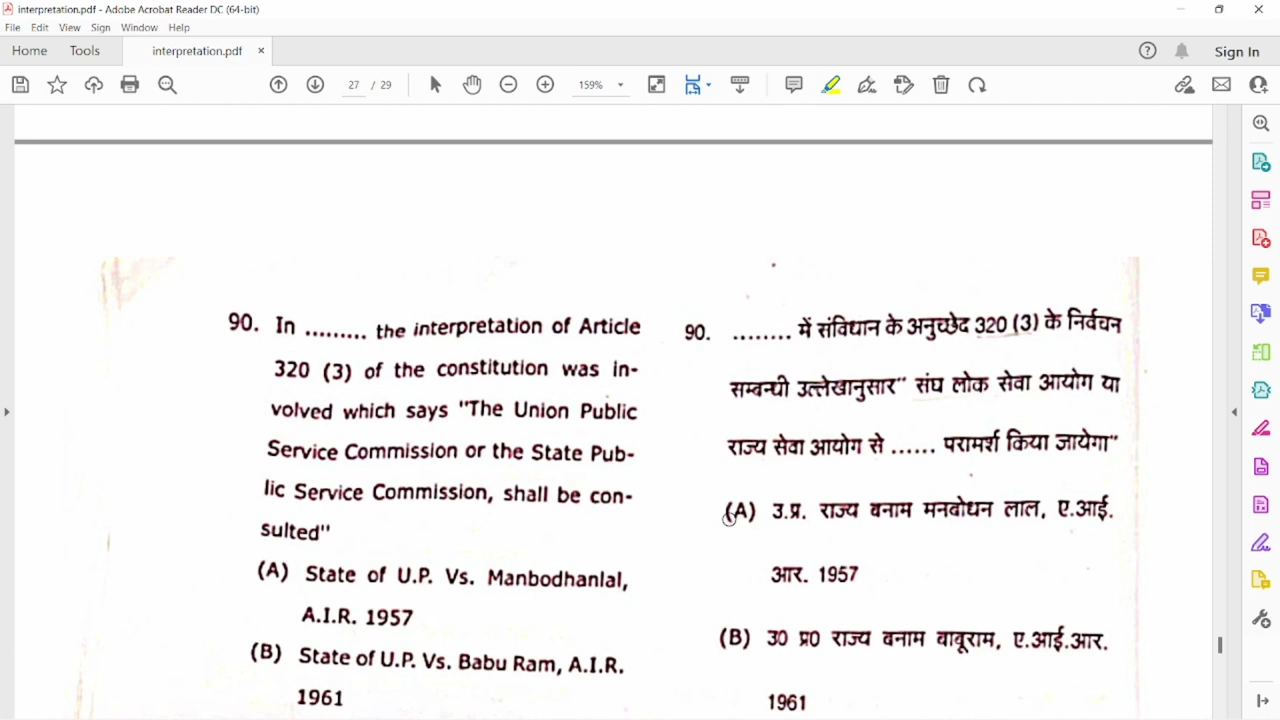 interpretation.pdf - Adobe Acrobat Reader DC (64-bit)
File Edit View Sign Window Help
Home Tools interpretation.pdf × Sign In
27 / 29 159%
90. In ......... the interpretation of Article
320 (3) of the constitution was in-
volved which says "The Union Public
Service Commission or the State Pub-
lic Service Commission, shall be con-
sulted"
(A) State of U.P. Vs. Manbodhanlal,
A.I.R. 1957
(B) State of U.P. Vs. Babu Ram, A.I.R.
1961
90. ........ में संविधान के अनुच्छेद 320 (3) के निर्वचन
सम्बन्धी उल्लेखानुसार" संघ लोक सेवा आयोग या
राज्य सेवा आयोग से ...... परामर्श किया जायेगा"
(A) उ.प्र. राज्य बनाम मनबोधन लाल, ए.आई.
आर. 1957
(B) उ0 प्र0 राज्य बनाम बाबूराम, ए.आई.आर.
1961